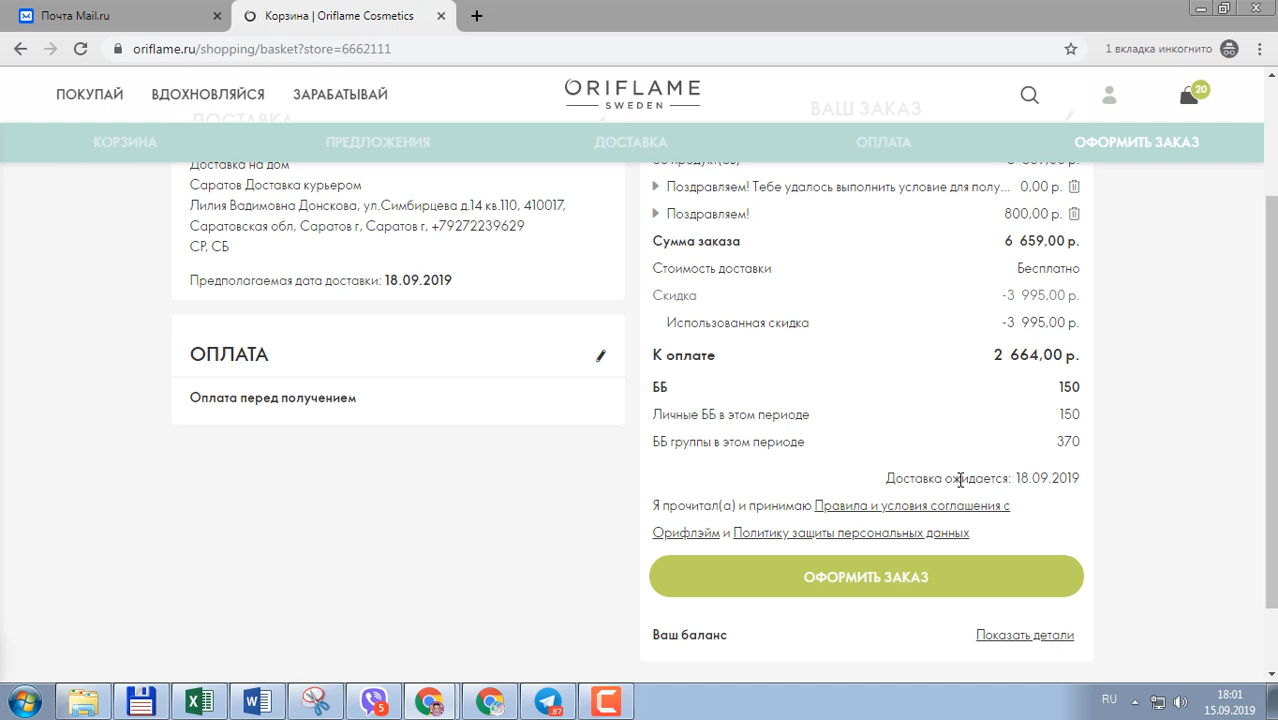 Почта Mail.ru
Корзина | Oriflame Cosmetics
oriflame.ru/shopping/basket?store=6662111
1 вкладка инкогнито
ПОКУПАЙ ВДОХНОВЛЯЙСЯ ЗАРАБАТЫВАЙ
ORIFLAME
SWEDEN
20
ДОСТАВКА
ВАШ ЗАКАЗ
КОРЗИНА ПРЕДЛОЖЕНИЯ ДОСТАВКА ОПЛАТА ОФОРМИТЬ ЗАКАЗ
Доставка на дом
Саратов Доставка курьером
Лилия Вадимовна Донскова, ул.Симбирцева д.14 кв.110, 410017,
Саратовская обл, Саратов г, Саратов г, +79272239629
СР, СБ
Предполагаемая дата доставки: 18.09.2019
ОПЛАТА
Оплата перед получением
Поздравляем! Тебе удалось выполнить условие для полу... 0,00 р.
Поздравляем! 800,00 р.
Сумма заказа 6 659,00 р.
Стоимость доставки Бесплатно
Скидка -3 995,00 р.
Использованная скидка -3 995,00 р.
К оплате 2 664,00 р.
ББ 150
Личные ББ в этом периоде 150
ББ группы в этом периоде 370
Доставка ожидается: 18.09.2019
Я прочитал(а) и принимаю Правила и условия соглашения с
Орифлэйм и Политику защиты персональных данных
ОФОРМИТЬ ЗАКАЗ
Ваш баланс Показать детали
5
87
RU
18:01
15.09.2019